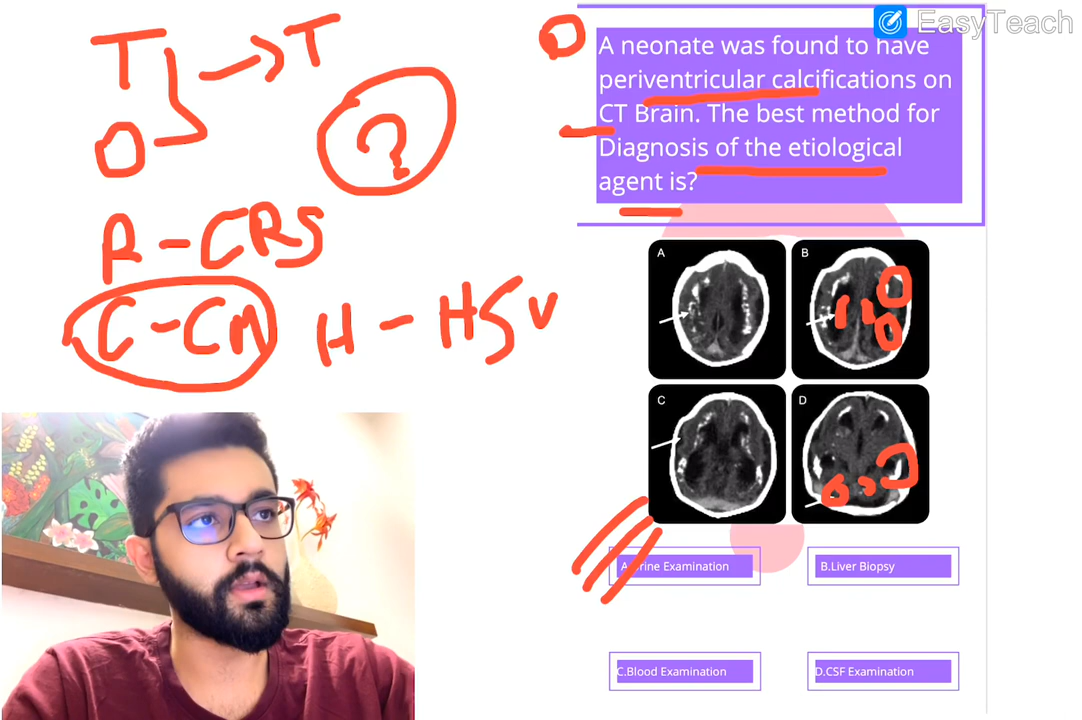 EasyTeach
A neonate was found to have
periventricular calcifications on
CT Brain. The best method for
Diagnosis of the etiological
agent is?
T
→ T
O
?
R - CRS
C - CM
H - HSV
A
B
C
D
A.Urine Examination
B.Liver Biopsy
C.Blood Examination
D.CSF Examination